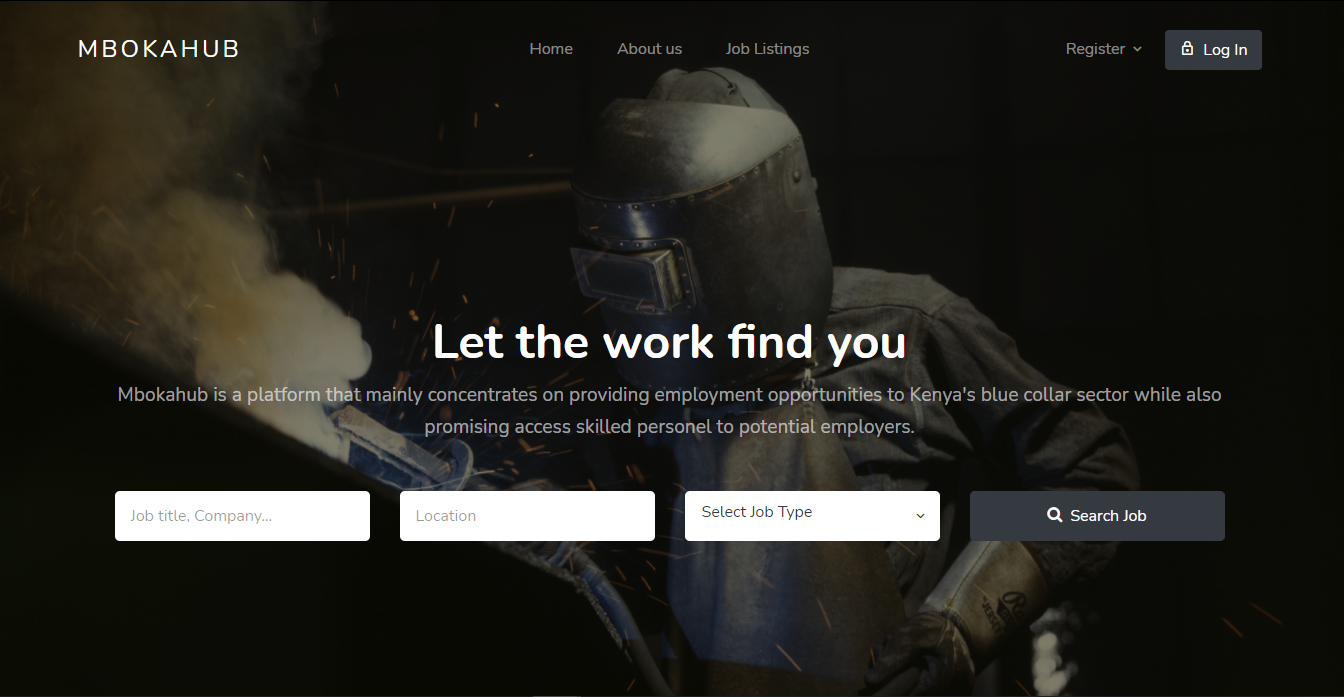 MBOKAHUB
Home
About us
Job Listings
Register
Log In
Let the work find you
Mbokahub is a platform that mainly concentrates on providing employment opportunities to Kenya's blue collar sector while also
promising access skilled personel to potential employers.
Job title, Company...
Location
Select Job Type
Search Job